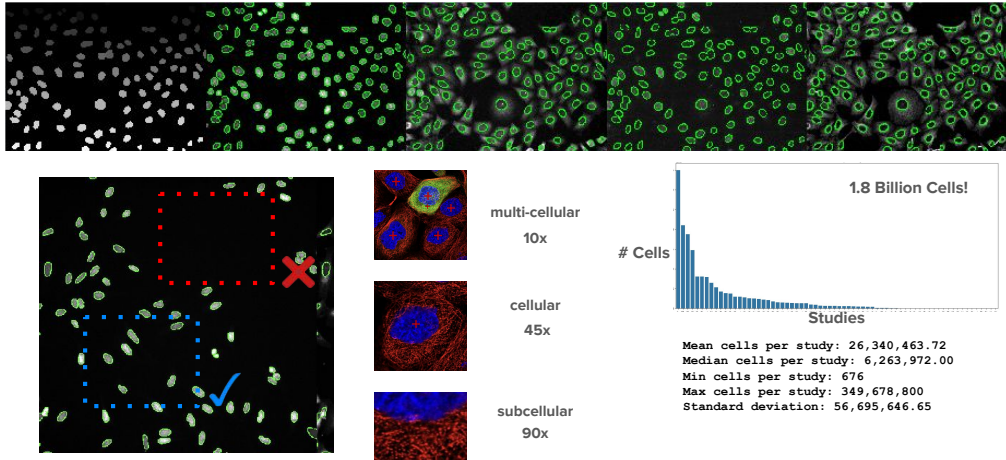 multi-cellular
10x
cellular
45x
subcellular
90x
1.8 Billion Cells!
# Cells
Studies
Mean cells per study: 26,340,463.72
Median cells per study: 6,263,972.00
Min cells per study: 676
Max cells per study: 349,678,800
Standard deviation: 56,695,646.65